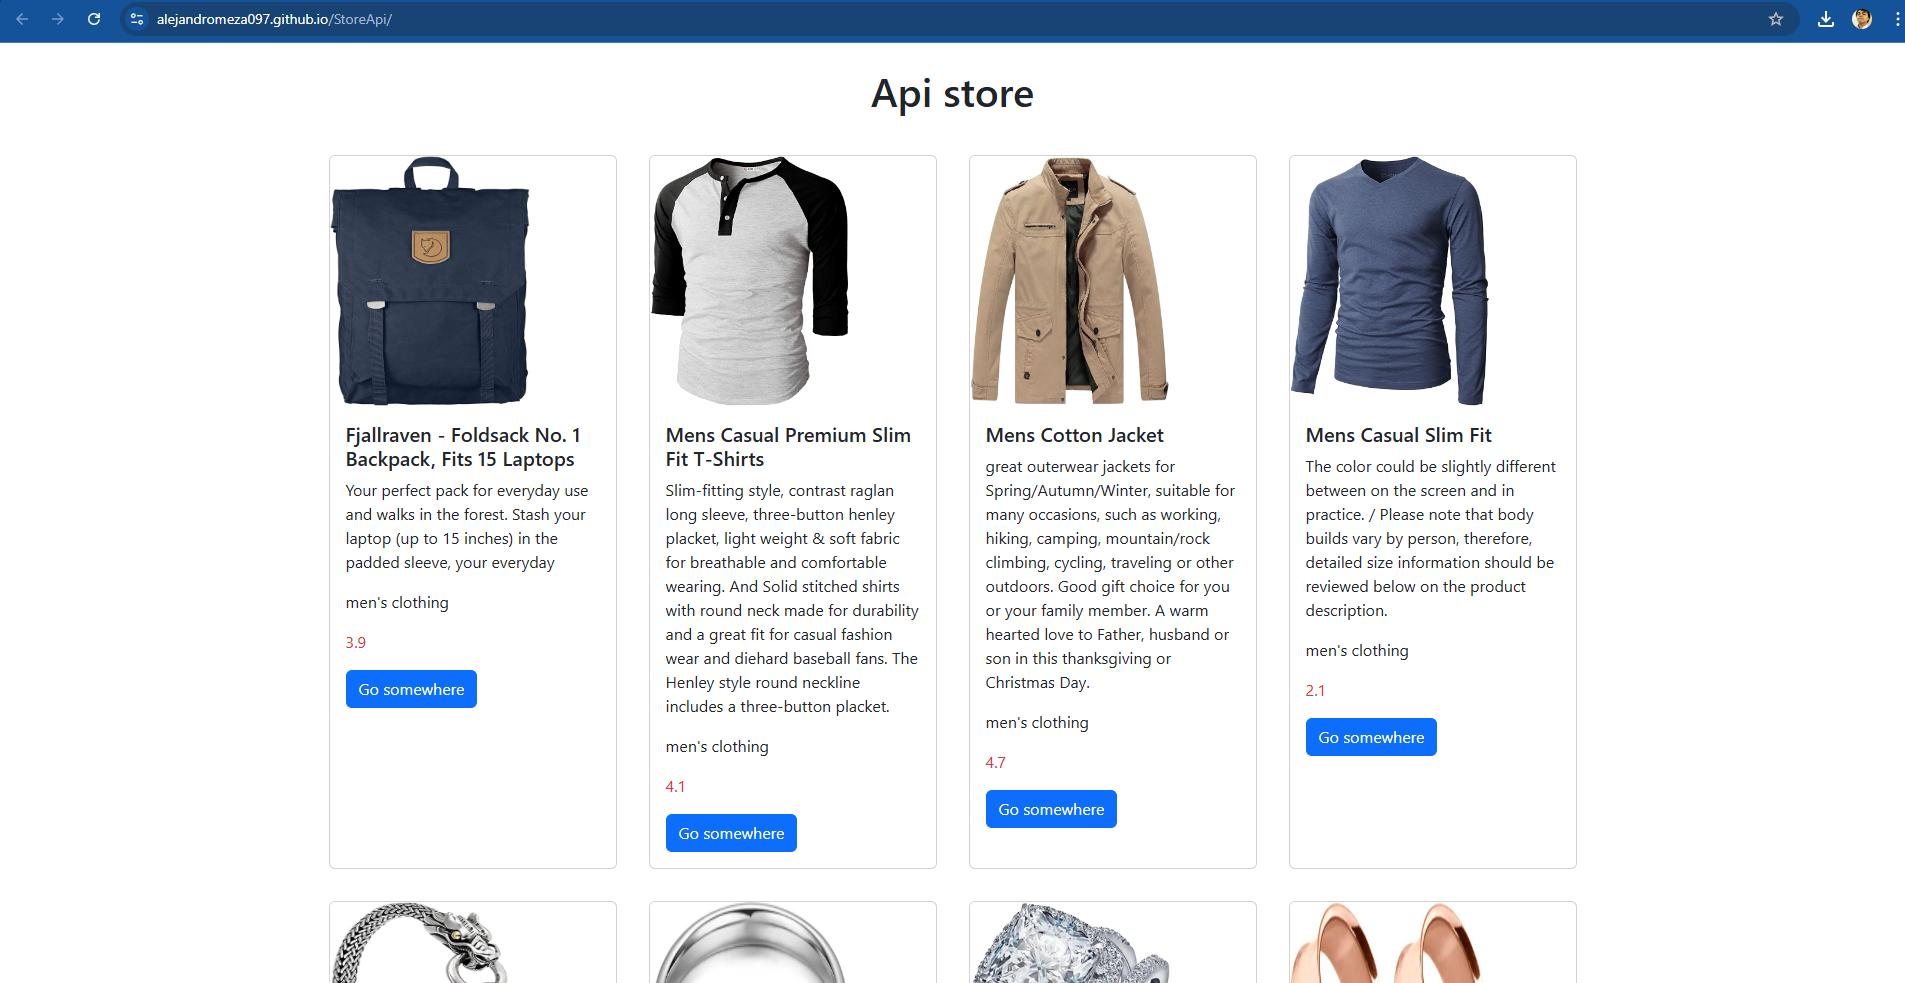 alejandromeza097.github.io/StoreApi/
Api store
Fjallraven - Foldsack No. 1
Backpack, Fits 15 Laptops
Your perfect pack for everyday use
and walks in the forest. Stash your
laptop (up to 15 inches) in the
padded sleeve, your everyday
men's clothing
3.9
Go somewhere
Mens Casual Premium Slim
Fit T-Shirts
Slim-fitting style, contrast raglan
long sleeve, three-button henley
placket, light weight & soft fabric
for breathable and comfortable
wearing. And Solid stitched shirts
with round neck made for durability
and a great fit for casual fashion
wear and diehard baseball fans. The
Henley style round neckline
includes a three-button placket.
men's clothing
4.1
Go somewhere
Mens Cotton Jacket
great outerwear jackets for
Spring/Autumn/Winter, suitable for
many occasions, such as working,
hiking, camping, mountain/rock
climbing, cycling, traveling or other
outdoors. Good gift choice for you
or your family member. A warm
hearted love to Father, husband or
son in this thanksgiving or
Christmas Day.
men's clothing
4.7
Go somewhere
Mens Casual Slim Fit
The color could be slightly different
between on the screen and in
practice. / Please note that body
builds vary by person, therefore,
detailed size information should be
reviewed below on the product
description.
men's clothing
2.1
Go somewhere